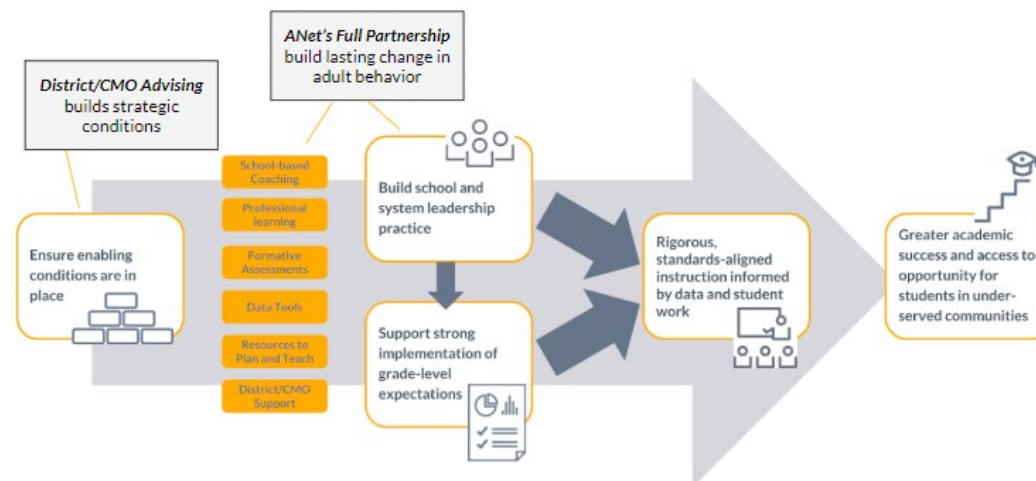 ANet's Full Partnership
build lasting change in
adult behavior
District/CMO Advising
builds strategic
conditions
Ensure enabling
conditions are in
place
School-based
Coaching
Professional
learning
Formative
Assessments
Data Tools
Resources to
Plan and Teach
District/CMO
Support
Build school and
system leadership
practice
Support strong
implementation of
grade-level
expectations
Rigorous,
standards-aligned
instruction informed
by data and student
work
Greater academic
success and access to
opportunity for
students in under-
served communities